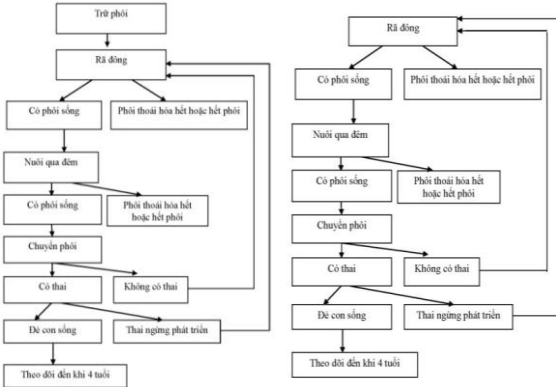 Trữ phôi
Rã đông
Có phôi sống
Phôi thoái hóa hết hoặc hết phôi
Nuôi qua đêm
Có phôi sống
Phôi thoái hóa hết
hoặc hết phôi
Chuyển phôi
Có thai
Không có thai
Đẻ con sống
Thai ngừng phát triển
Theo dõi đến khi 4 tuổi
Rã đông
Có phôi sống
Phôi thoái hóa hết hoặc hết phôi
Nuôi qua đêm
Có phôi sống
Phôi thoái hóa hết
hoặc hết phôi
Chuyển phôi
Có thai
Không có thai
Đẻ con sống
Thai ngừng phát triển
Theo dõi đến khi 4 tuổi